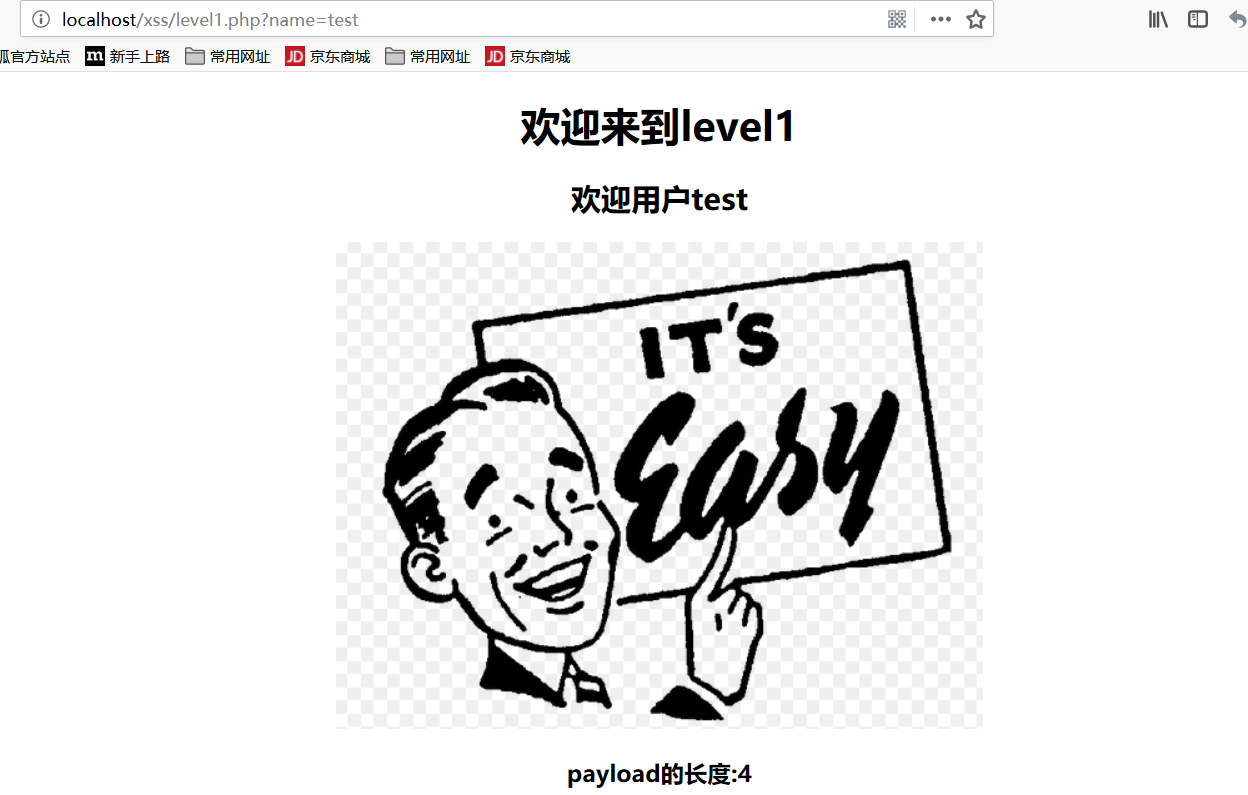 localhost/xss/level1.php?name=test
狐官方站点 m 新手上路 常用网址 JD 京东商城 常用网址 JD 京东商城
欢迎来到level1
欢迎用户test
IT'S
Easy
payload的长度:4